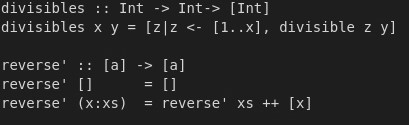 divisibles :: Int -> Int-> [Int]
divisibles x y = [z|z <- [1..x], divisible z y]

reverse' :: [a] -> [a]
reverse' []     = []
reverse' (x:xs)  = reverse' xs ++ [x]